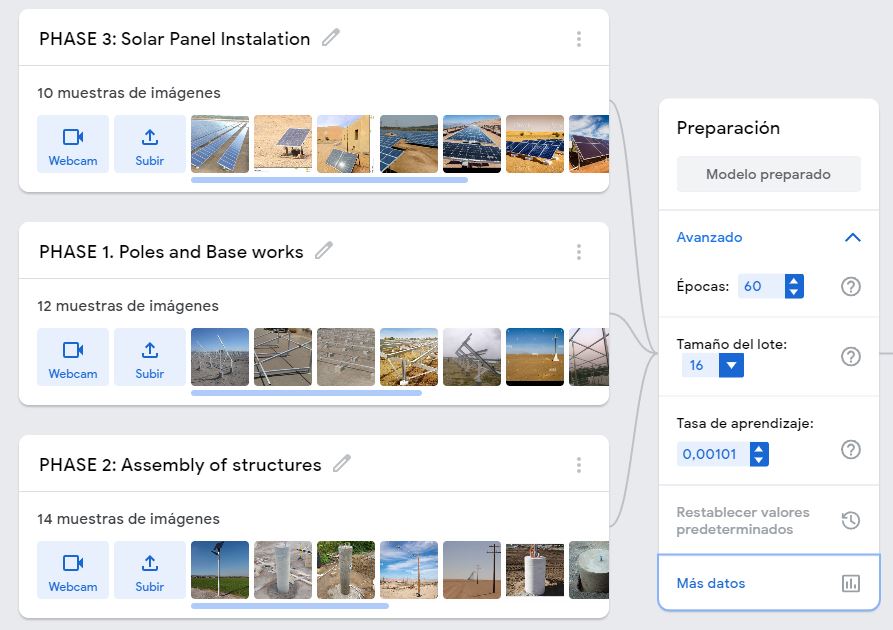 PHASE 3: Solar Panel Instalation
10 muestras de imágenes
Webcam
Subir
PHASE 1. Poles and Base works
12 muestras de imágenes
Webcam
Subir
PHASE 2: Assembly of structures
14 muestras de imágenes
Webcam
Subir
Preparación
Modelo preparado
Avanzado
Épocas: 60
Tamaño del lote:
16
Tasa de aprendizaje:
0,00101
Restablecer valores
predeterminados
Más datos